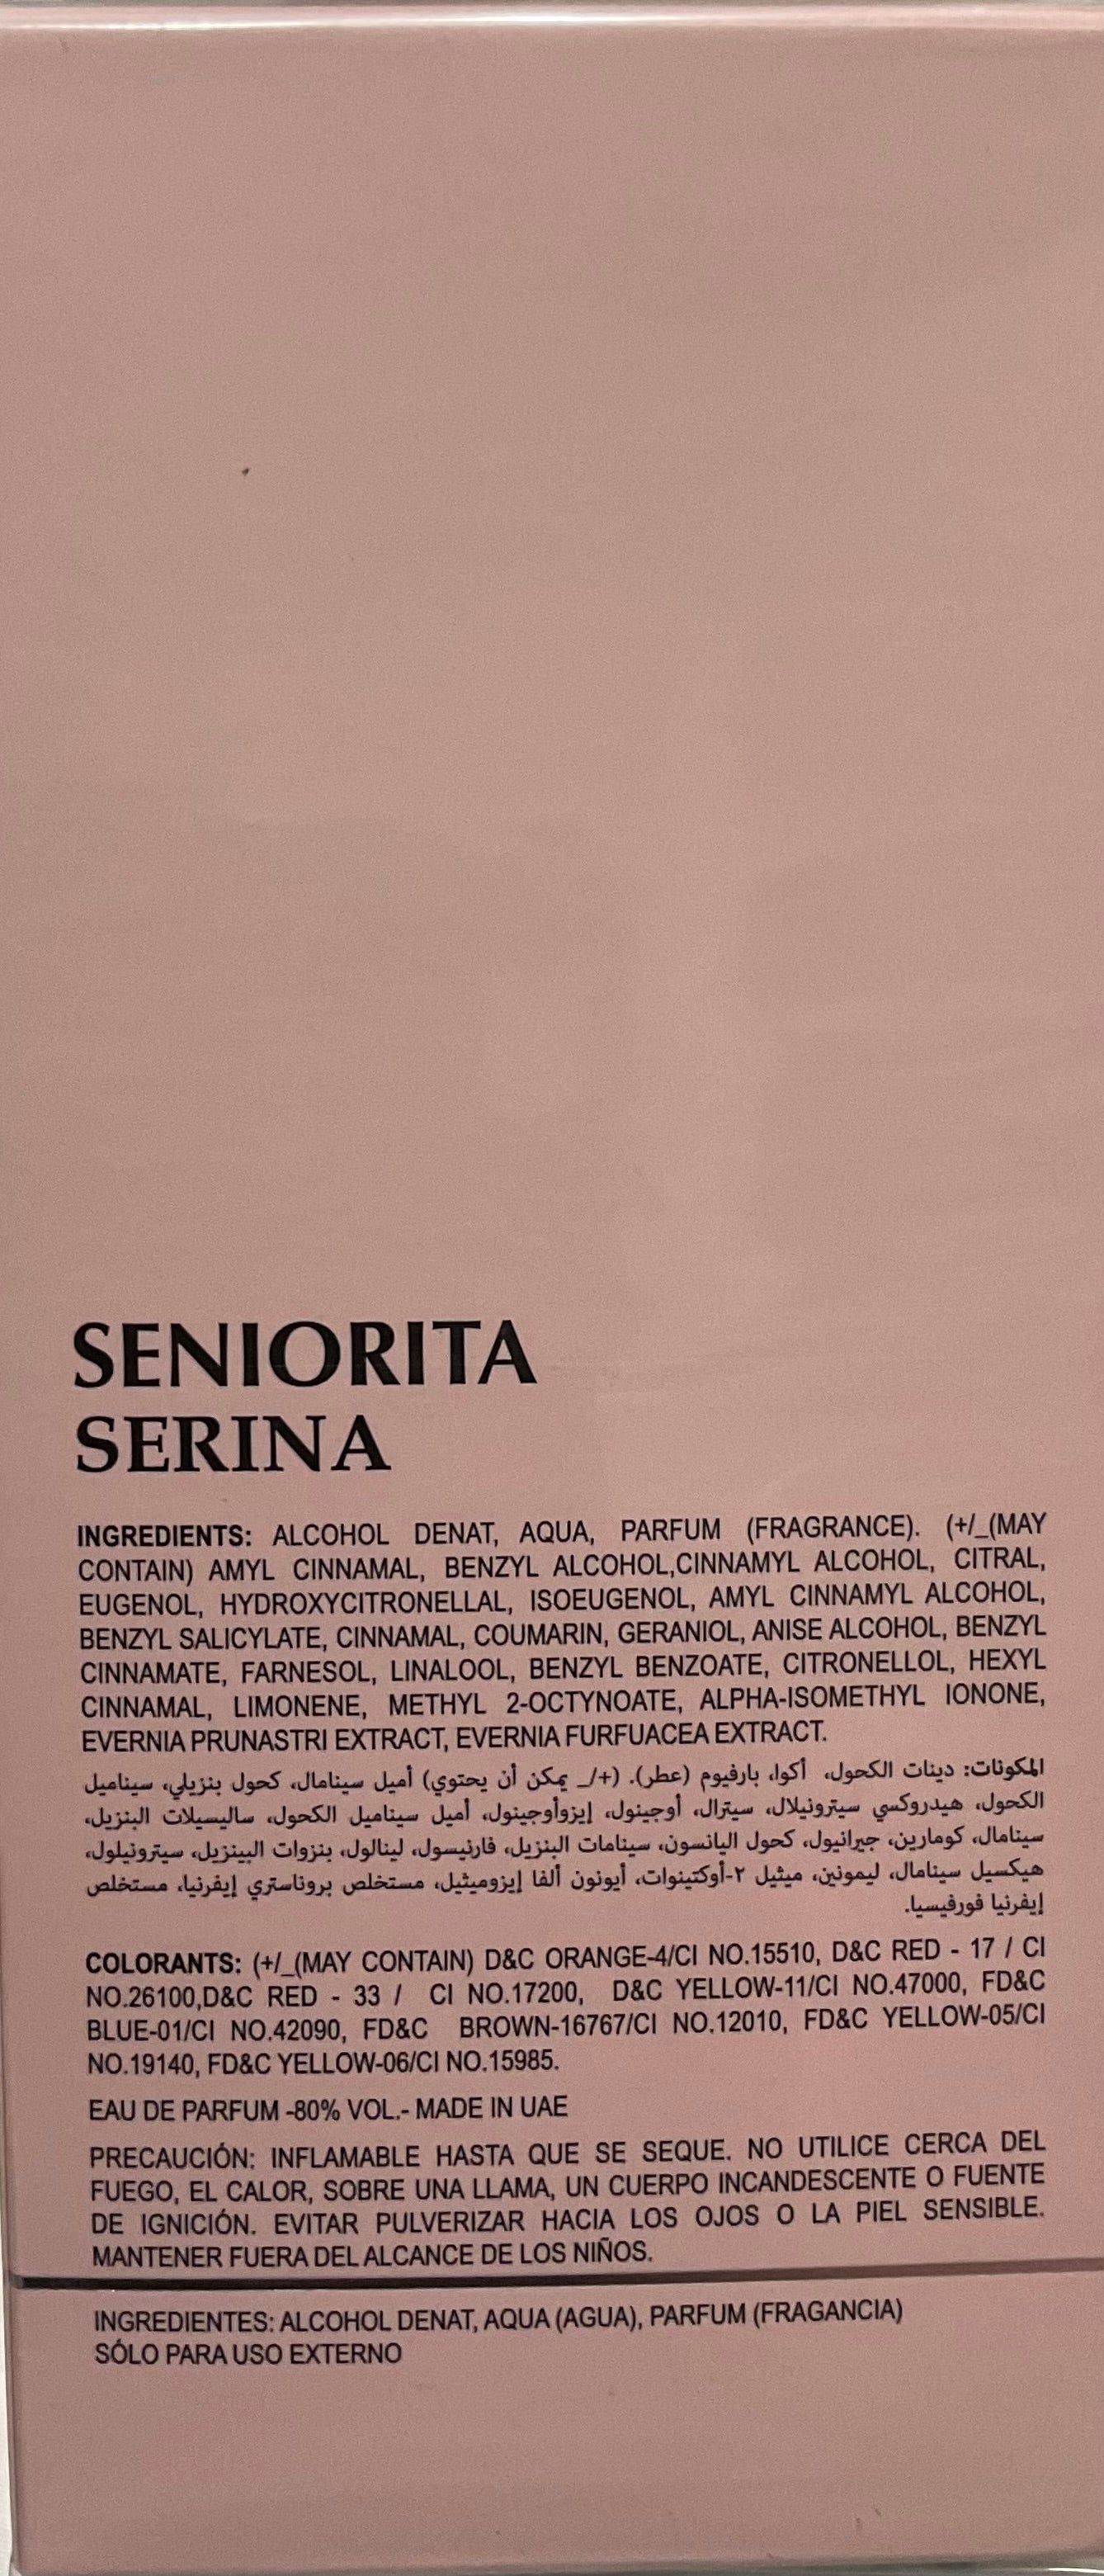 SENIORITA
SERINA
INGREDIENTS: ALCOHOL DENAT, AQUA, PARFUM (FRAGRANCE). (+/_(MAY
CONTAIN) AMYL CINNAMAL, BENZYL ALCOHOL,CINNAMYL ALCOHOL, CITRAL,
EUGENOL, HYDROXYCITRONELLAL, ISOEUGENOL, AMYL CINNAMYL ALCOHOL,
BENZYL SALICYLATE, CINNAMAL, COUMARIN, GERANIOL, ANISE ALCOHOL, BENZYL
CINNAMATE, FARNESOL, LINALOOL, BENZYL BENZOATE, CITRONELLOL, HEXYL
CINNAMAL, LIMONENE, METHYL 2-OCTYNOATE, ALPHA-ISOMETHYL IONONE,
EVERNIA PRUNASTRI EXTRACT, EVERNIA FURFUACEA EXTRACT.
المكونات: دينات الكحول، أكوا، بارفيوم (عطر). (+/_ يمكن أن يحتوي) أميل سينامال، كحول بنزيلي، سيناميل
الكحول، هيدروكسي سيترونيلال، سيترال، أوجينول، إيزوأوجينول، أميل سيناميل الكحول، ساليسيلات البنزيل،
سينامال، كومارين، جيرانيول، كحول اليانسون، سينامات البنزيل، فارنيسول، لينالول، بنزوات البينزيل، سيترونيلول،
هيكسيل سينامال، ليمونين، ميثيل ٢-أوكتينوات، أيونون ألفا إيزوميثيل، مستخلص بروناستري إيفرنيا، مستخلص
إيفرنيا فورفيسيا.
COLORANTS: (+/_(MAY CONTAIN) D&C ORANGE-4/CI NO.15510, D&C RED - 17 / CI
NO.26100,D&C RED - 33 / CI NO.17200, D&C YELLOW-11/CI NO.47000, FD&C
BLUE-01/CI NO.42090, FD&C BROWN-16767/CI NO.12010, FD&C YELLOW-05/CI
NO.19140, FD&C YELLOW-06/CI NO.15985.
EAU DE PARFUM -80% VOL.- MADE IN UAE
PRECAUCIÓN: INFLAMABLE HASTA QUE SE SEQUE. NO UTILICE CERCA DEL
FUEGO, EL CALOR, SOBRE UNA LLAMA, UN CUERPO INCANDESCENTE O FUENTE
DE IGNICIÓN. EVITAR PULVERIZAR HACIA LOS OJOS O LA PIEL SENSIBLE.
MANTENER FUERA DEL ALCANCE DE LOS NIÑOS.
INGREDIENTES: ALCOHOL DENAT, AQUA (AGUA), PARFUM (FRAGANCIA)
SÓLO PARA USO EXTERNO